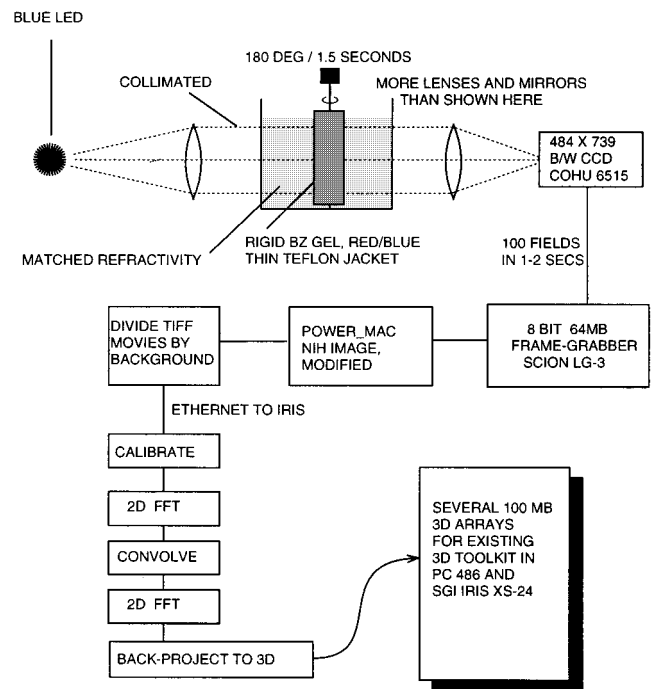 BLUE LED
180 DEG / 1.5 SECONDS
COLLIMATED
MORE LENSES AND MIRRORS
THAN SHOWN HERE
484 X 739
B/W CCD
COHU 6515
MATCHED REFRACTIVITY
RIGID BZ GEL, RED/BLUE
THIN TEFLON JACKET
100 FIELDS
IN 1-2 SECS
DIVIDE TIFF
MOVIES BY
BACKGROUND
POWER_MAC
NIH IMAGE,
MODIFIED
8 BIT 64MB
FRAME-GRABBER
SCION LG-3
ETHERNET TO IRIS
CALIBRATE
2D FFT
CONVOLVE
2D FFT
BACK-PROJECT TO 3D
SEVERAL 100 MB
3D ARRAYS
FOR EXISTING
3D TOOLKIT IN
PC 486 AND
SGI IRIS XS-24